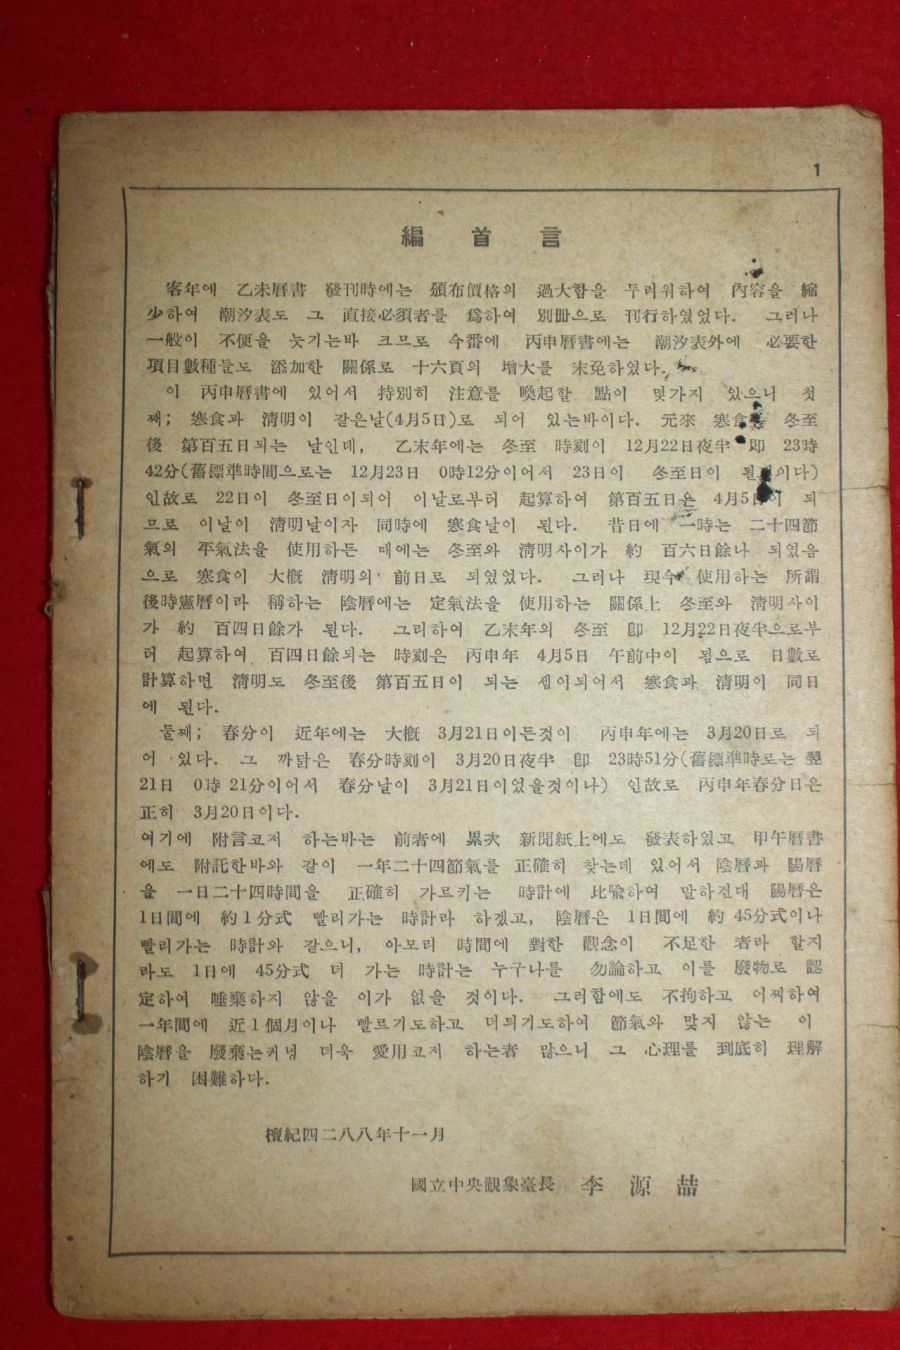 1
編 首 言
客年에 乙未曆書 發刊時에는 頒布價格의 過大함을 두려워하여 內容을 縮
少하여 潮汐表도 그 直接必須者를 爲하여 別冊으로 刊行하였었다. 그러나
一般이 不便을 늣기는바 크므로 今番에 丙申曆書에는 潮汐表外에 必要한
項目數種들도 添加한 關係로 十六頁의 增大를 未免하였다.
이 丙申曆書에 있어서 特別히 注意를 喚起할 點이 몇가지 있으니 첫
째; 寒食과 淸明이 같은날(4月5日)로 되어 있는바이다. 元來 寒食은 冬至
後 第百五日되는 날인데, 乙未年에는 冬至 時刻이 12月22日夜半 即 23時
42分(舊標準時間으로는 12月23日 0時12分이어서 23日이 冬至日이 될것이다)
인故로 22日이 冬至日이되어 이날로부터 起算하여 第百五日은 4月5日이 되
므로 이날이 淸明날이자 同時에 寒食날이 된다. 昔日에 一時는 二十四節
氣의 平氣法을 使用하든 때에는 冬至와 淸明사이가 約 百六日餘나 되였음
으로 寒食이 大槪 淸明의 前日로 되였었다. 그러나 現今 使用하는 所謂
後時憲曆이라 稱하는 陰曆에는 定氣法을 使用하는 關係上 冬至와 淸明사이
가 約 百四日餘가 된다. 그리하여 乙未年의 冬至 卽 12月22日夜半으로부
터 起算하여 百四日餘되는 時刻은 丙申年 4月5日 午前中이 됨으로 日數로
計算하면 淸明도 冬至後 第百五日이 되는 셈이되어서 寒食과 淸明이 同日
에 된다.
둘째; 春分이 近年에는 大槪 3月21日이든것이 丙申年에는 3月20日로 되
어 있다. 그 까닭은 春分時刻이 3月20日夜半 卽 23時51分(舊標準時로는 翌
21日 0時 21分이어서 春分날이 3月21日이였을것이나) 인故로 丙申年春分日은
正히 3月20日이다.
여기에 附言코저 하는바는 前者에 累次 新聞紙上에도 發表하였고 甲午曆書
에도 附記한바와 같이 一年二十四節氣를 正確히 찾는데 있어서 陰曆과 陽曆
을 一日二十四時間을 正確히 가르키는 時計에 比喩하여 말하건대 陽曆은
1日間에 約1分式 빨리가는 時計라 하겠고, 陰曆은 1日間에 約 45分式이나
빨리가는 時計와 같으니, 아모리 時間에 對한 觀念이 不足한 者라 할지
라도 1日에 45分式 더 가는 時計는 누구나를 勿論하고 이를 廢物로 認
定하여 唾棄하지 않을 이가 없을 것이다. 그러함에도 不拘하고 어찌하여
一年間에 近1個月이나 빠르기도하고 더듸기도하여 節氣와 맞지 않는 이
陰曆을 廢棄는커녕 더욱 愛用코저 하는者 많으니 그 心理를 到底히 理解
하기 困難하다.
檀紀四二八八年十一月
國立中央觀象臺長 李 源 喆